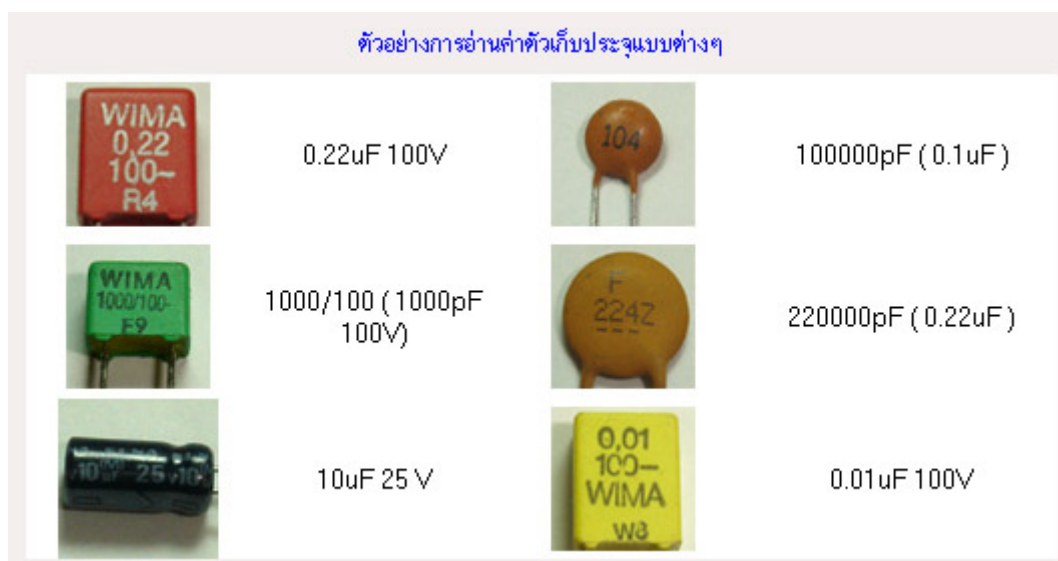 ตัวอย่างการอ่านค่าตัวเก็บประจุแบบต่างๆ
WIMA
0,22
100~
R4
0.22uF 100V
104
100000pF ( 0.1uF )
WIMA
1000/100-
F9
1000/100 ( 1000pF
100V)
F
224Z
220000pF ( 0.22uF )
10 25 10
10uF 25 V
0,01
100–
WIMA
W8
0.01uF 100V